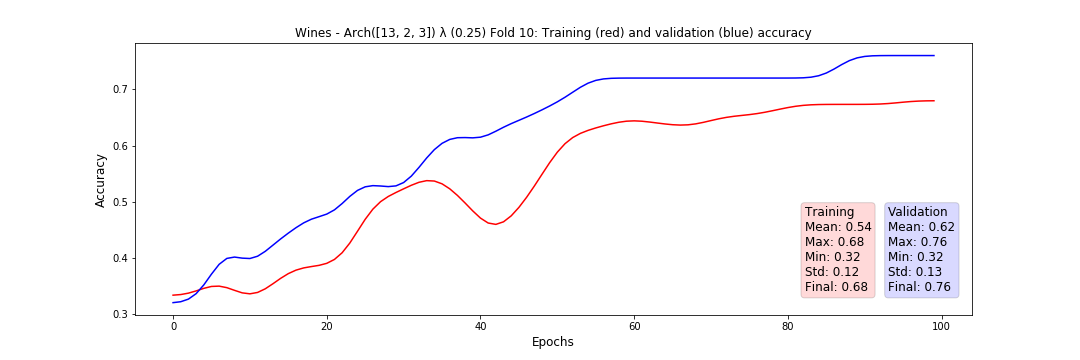 Wines - Arch([13, 2, 3]) λ (0.25) Fold 10: Training (red) and validation (blue) accuracy
Accuracy
0.7
0.6
0.5
0.4
0.3
Training
Mean: 0.54
Max: 0.68
Min: 0.32
Std: 0.12
Final: 0.68
Validation
Mean: 0.62
Max: 0.76
Min: 0.32
Std: 0.13
Final: 0.76
0
20
40
60
80
100
Epochs